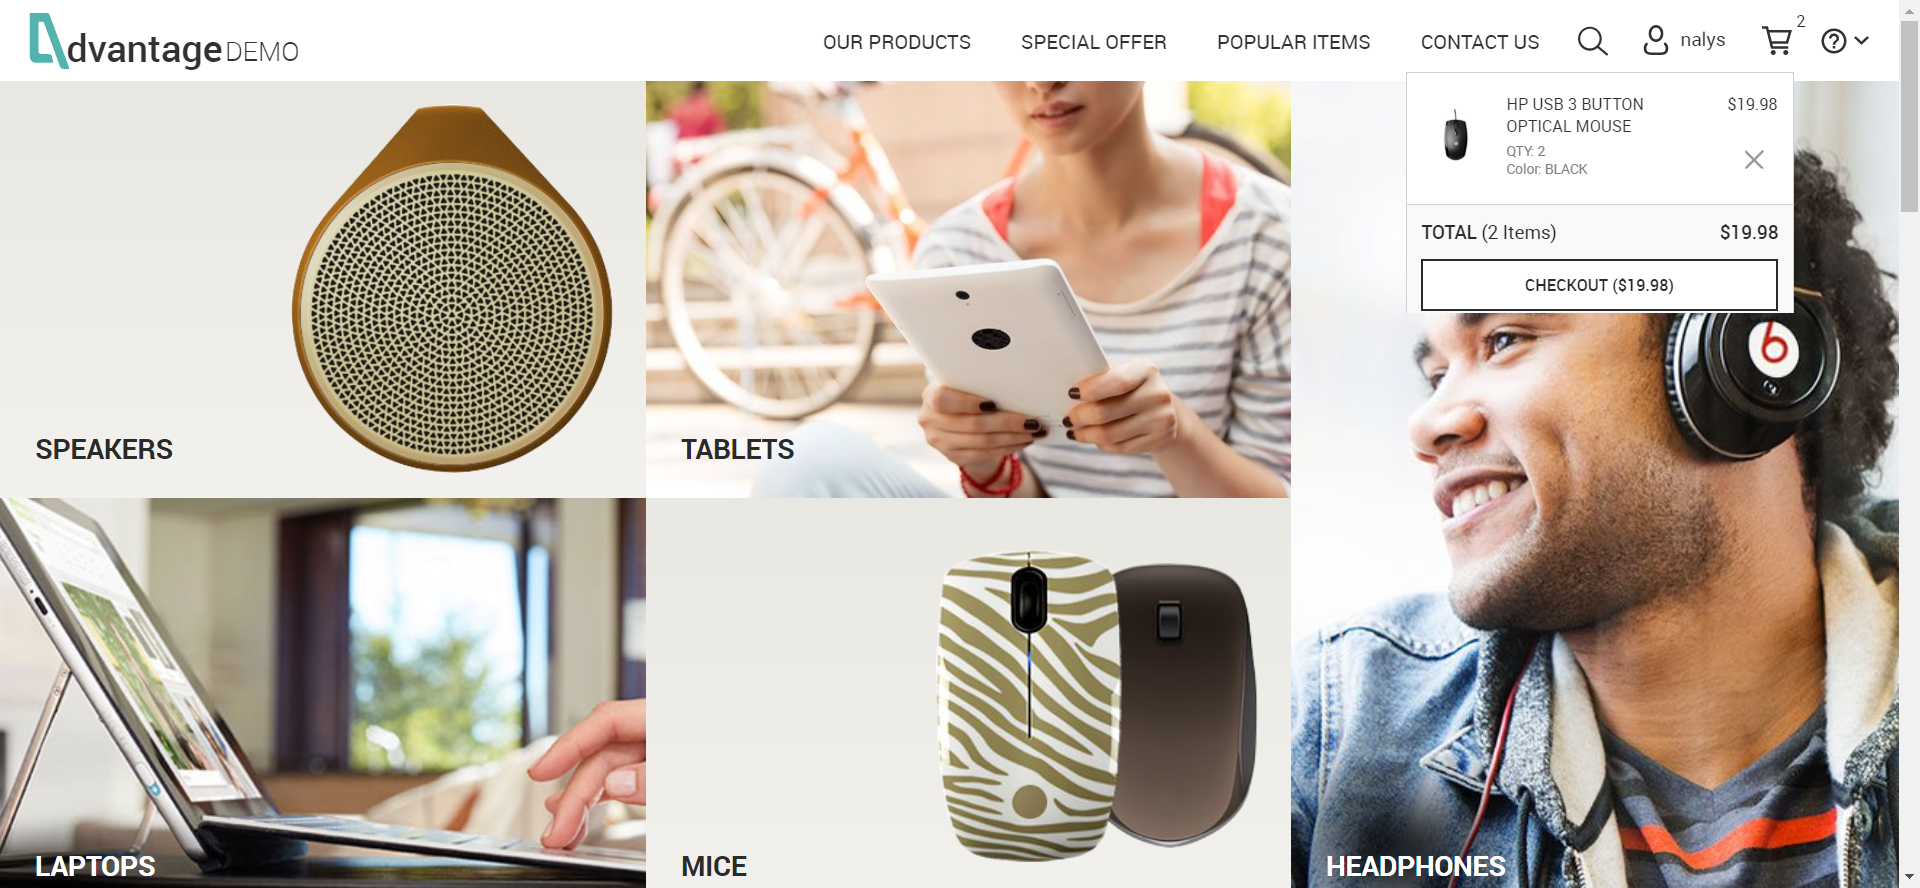 dvantage DEMO
OUR PRODUCTS SPECIAL OFFER POPULAR ITEMS CONTACT US nalys 2
HP USB 3 BUTTON $19.98
OPTICAL MOUSE
QTY: 2
Color: BLACK
TOTAL (2 Items) $19.98
CHECKOUT ($19.98)
SPEAKERS
TABLETS
LAPTOPS
MICE
HEADPHONES